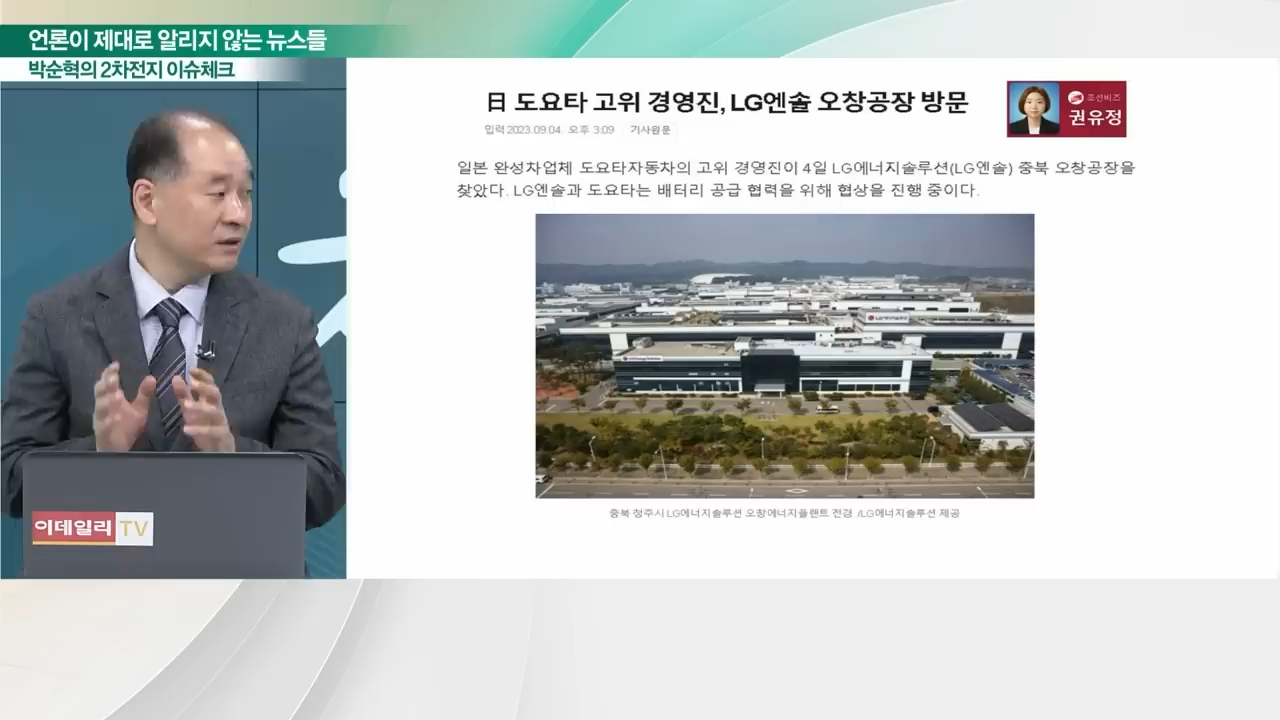 언론이 제대로 알리지 않는 뉴스들
박순혁의 2차전지 이슈체크
日 도요타 고위 경영진, LG엔솔 오창공장 방문
입력 2023.09.04. 오후 3:09 기사원문
조선비즈
권유정
일본 완성차업체 도요타자동차의 고위 경영진이 4일 LG에너지솔루션(LG엔솔) 충북 오창공장을
찾았다. LG엔솔과 도요타는 배터리 공급 협력을 위해 협상을 진행 중이다.
충북 청주시 LG에너지솔루션 오창에너지플랜트 전경 /LG에너지솔루션 제공
이데일리 TV